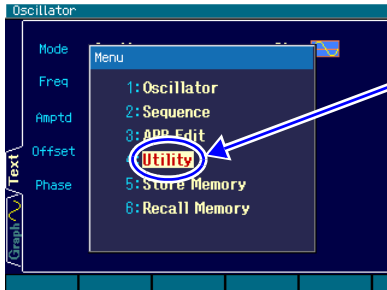 Oscillator
Mode
Menu
Freq
1:Oscillator
Amptd
2:Sequence
3:ARB Edit
Offset
4:Utility
Phase
5:Store Memory
6:Recall Memory
Text
Graph